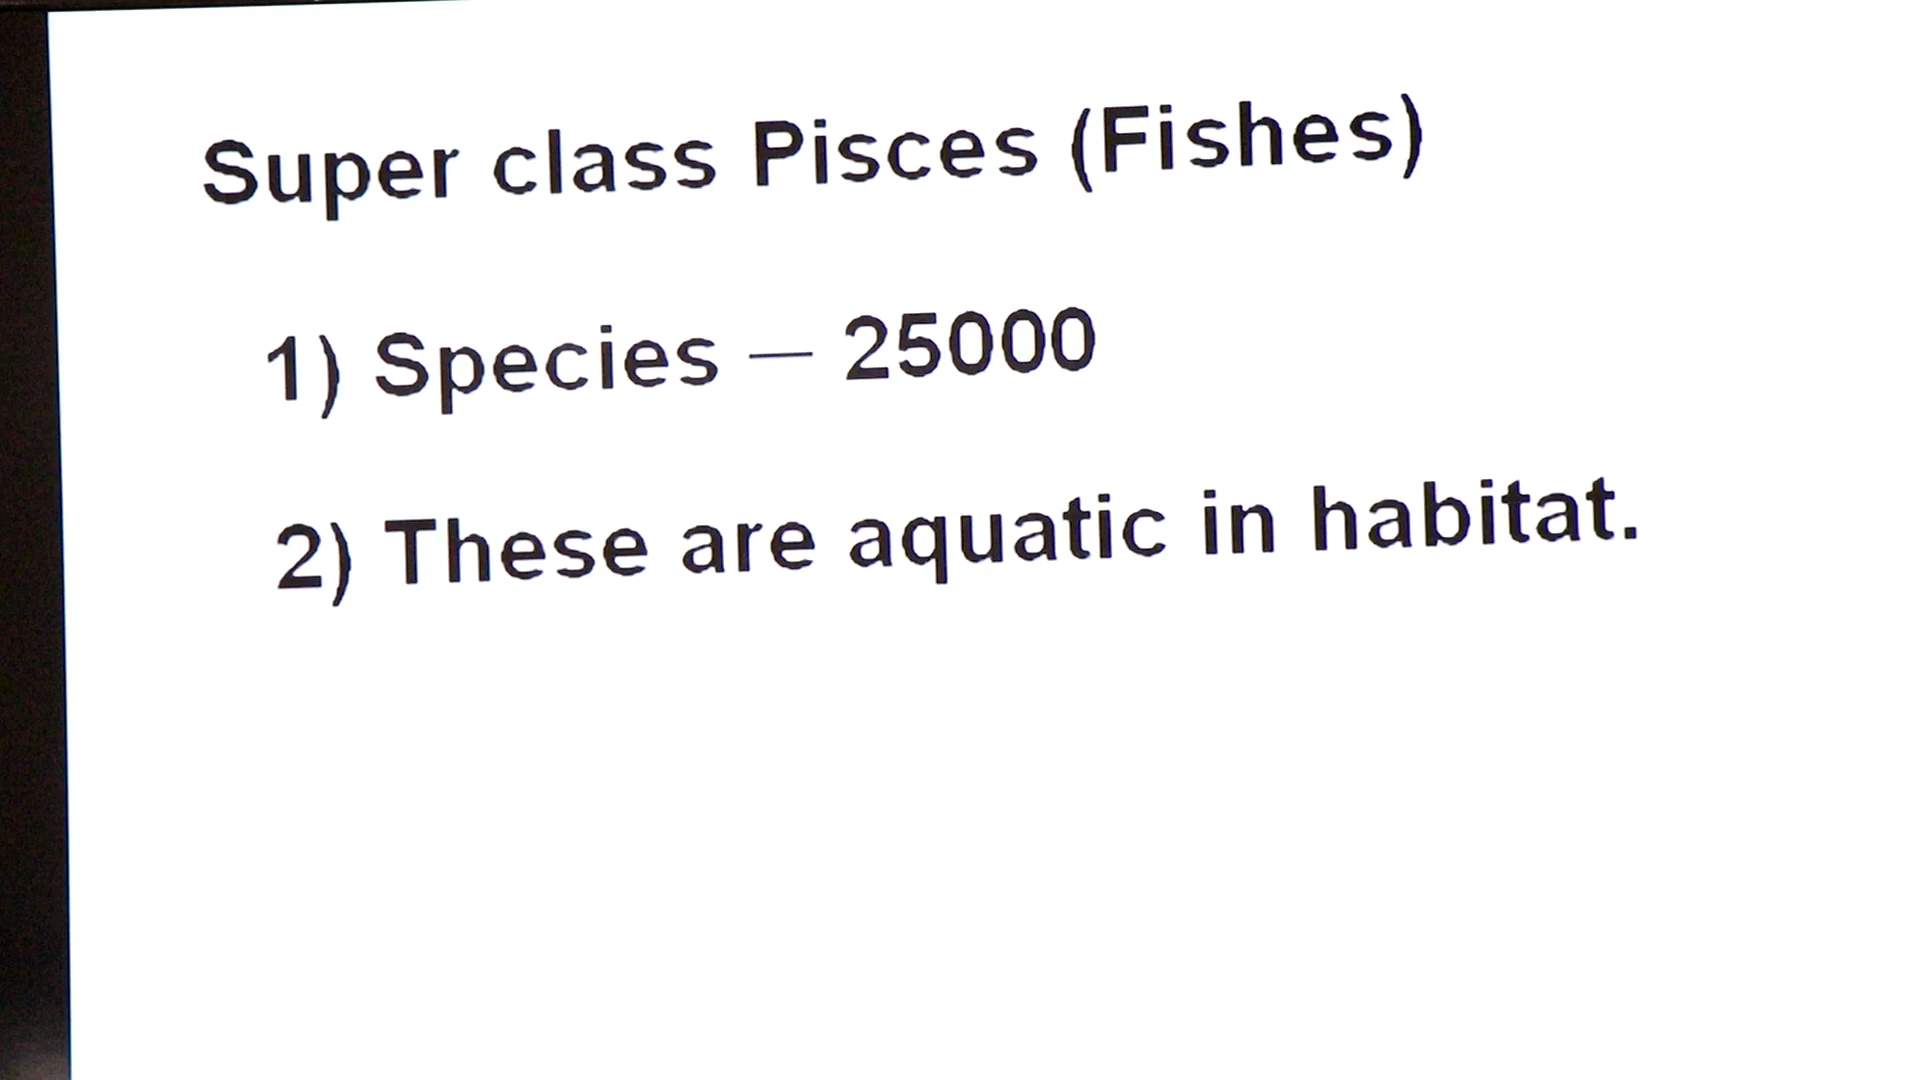 Super class Pisces (Fishes)
1) Species – 25000
2) These are aquatic in habitat.